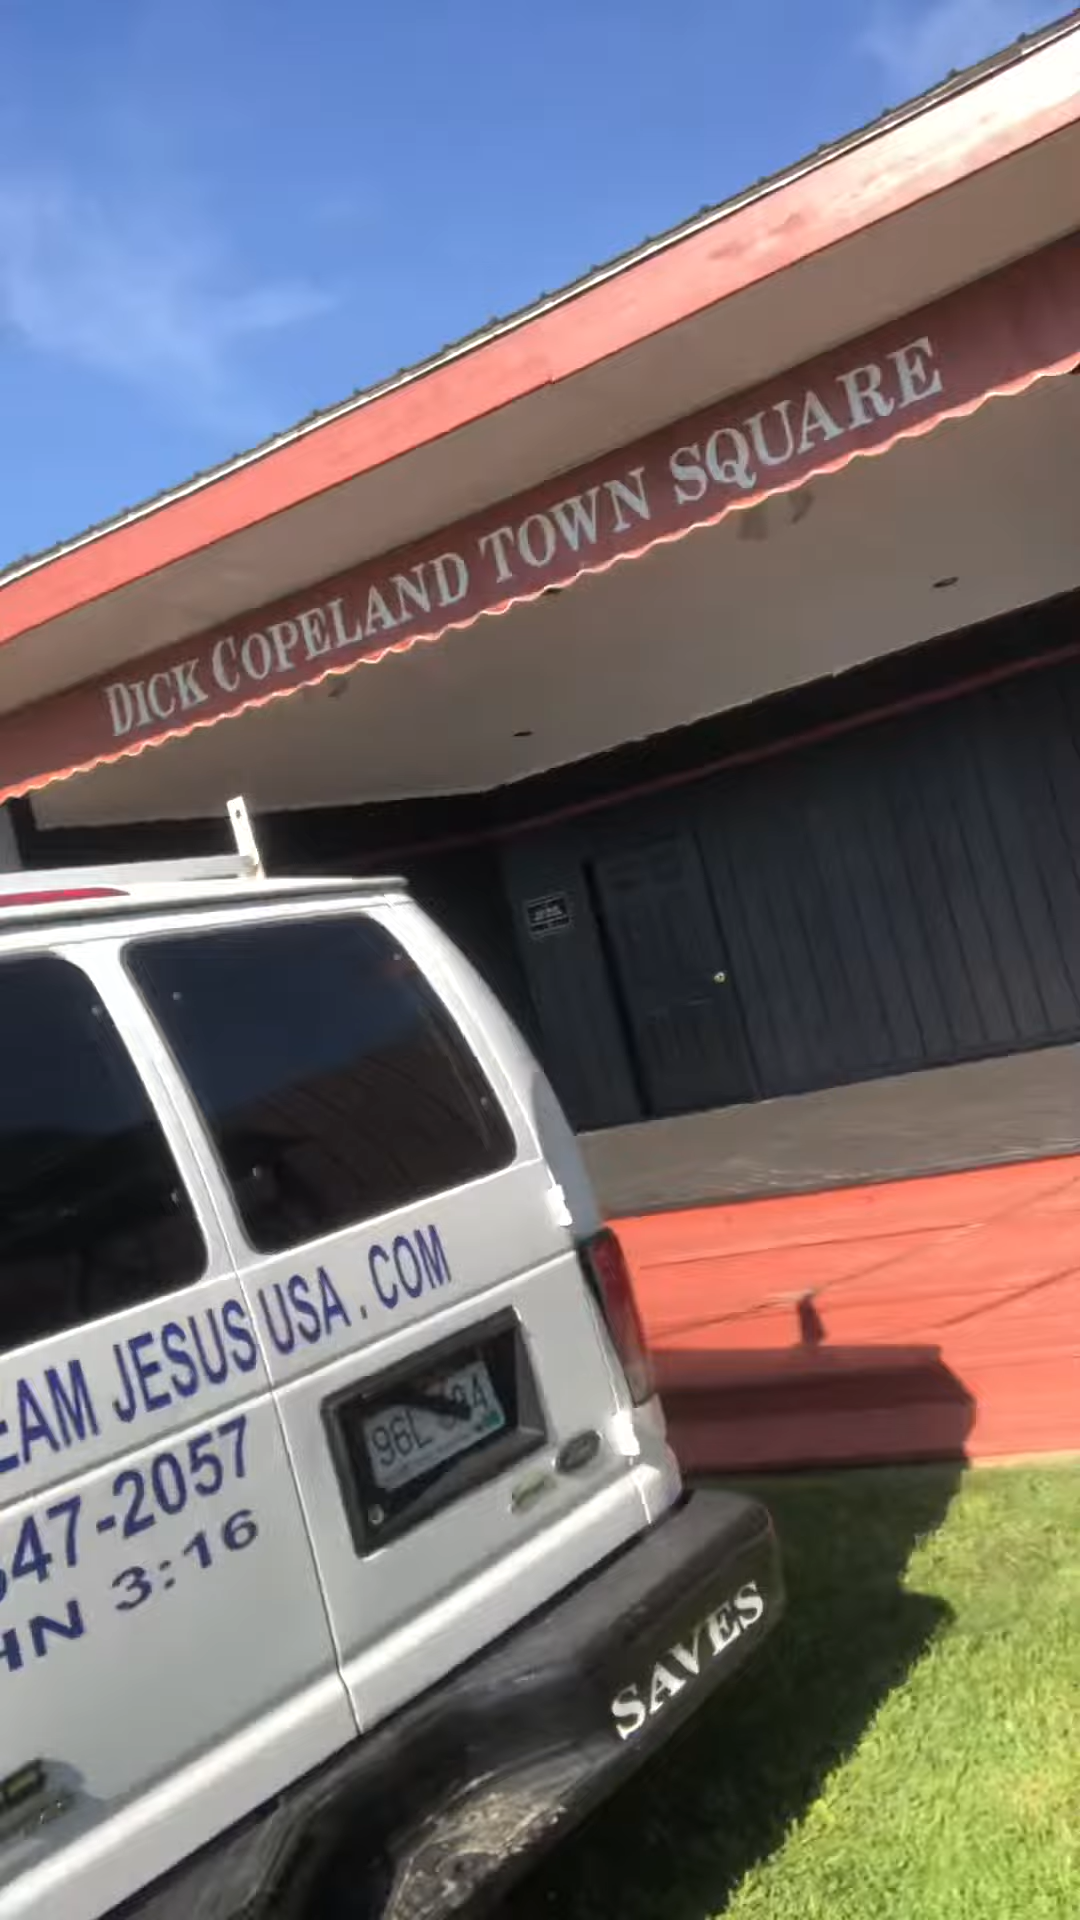 DICK COPELAND TOWN SQUARE
EAM JESUS USA.COM
47-2057
HN 3:16
SAVES